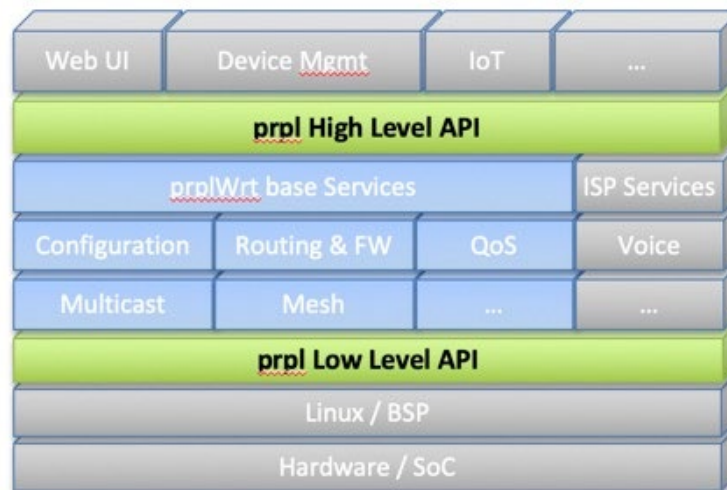 Web UI Device Mgmt IoT ...
prpl High Level API
prplWrt base Services ISP Services
Configuration Routing & FW QoS Voice
Multicast Mesh ... ...
prpl Low Level API
Linux / BSP
Hardware / SoC